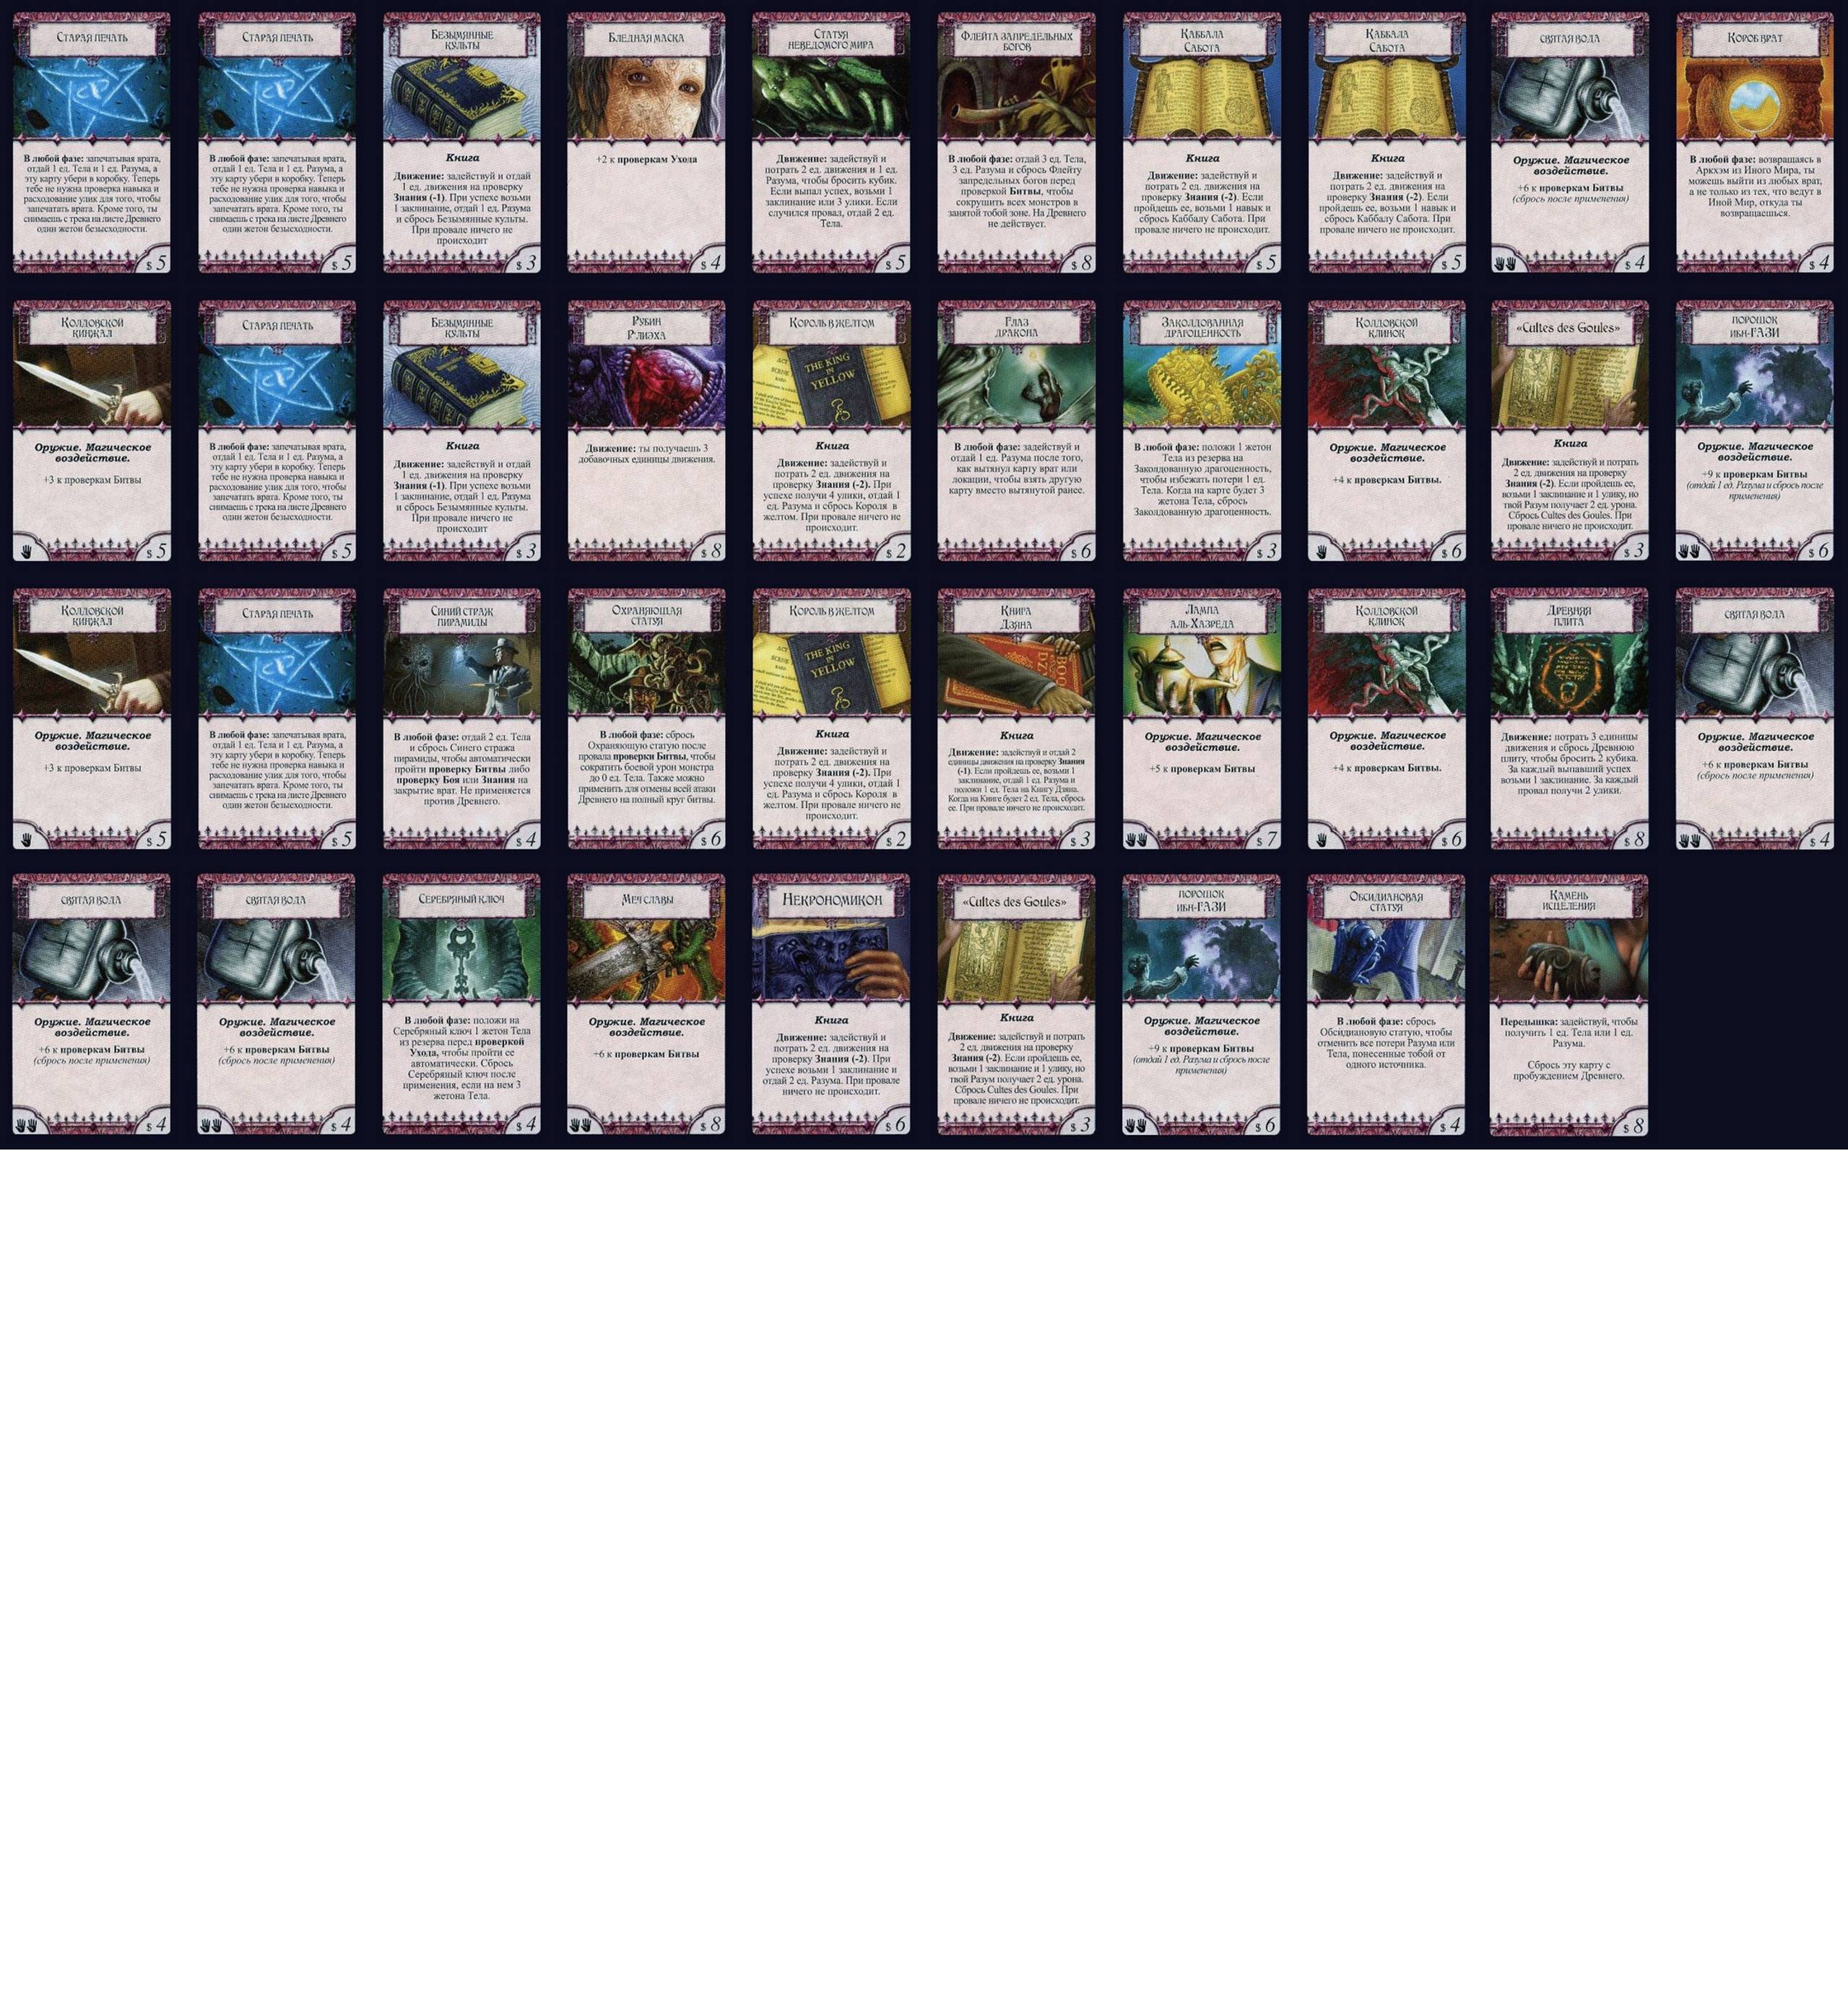 Старая печать
В любой фазе: запечатывая врата,
отдай 1 ед. Тела и 1 ед. Разума, а
эту карту убери в коробку. Теперь
тебе не нужна проверка навыка и
расходование улик для того, чтобы
запечатать врата. Кроме того, ты
снимаешь с трека на листе Древнего
один жетон безысходности.
$ 5
Старая печать
В любой фазе: запечатывая врата,
отдай 1 ед. Тела и 1 ед. Разума, а
эту карту убери в коробку. Теперь
тебе не нужна проверка навыка и
расходование улик для того, чтобы
запечатать врата. Кроме того, ты
снимаешь с трека на листе Древнего
один жетон безысходности.
$ 5
Безымянные
культы
Книга
Движение: задействуй и отдай
1 ед. движения на проверку
Знания (-1). При успехе возьми
1 заклинание, отдай 1 ед. Разума
и сбрось Безымянные культы.
При провале ничего не
происходит
$ 3
Бледная маска
+2 к проверкам Ухода
$ 4
Статуя
неведомого мира
Движение: задействуй и
потрать 2 ед. движения и 1 ед.
Разума, чтобы бросить кубик.
Если выпал успех, возьми 1
заклинание или 3 улики. Если
случился провал, отдай 2 ед.
Тела.
$ 5
Флейта запредельных
богов
В любой фазе: отдай 3 ед. Тела,
3 ед. Разума и сбрось Флейту
запредельных богов перед
проверкой Битвы, чтобы
сокрушить всех монстров в
занятой тобой зоне. На Древнего
не действует.
$ 8
Каббала
Сабота
Книга
Движение: задействуй и
потрать 2 ед. движения на
проверку Знания (-2). Если
пройдешь ее, возьми 1 навык и
сбрось Каббалу Сабота. При
провале ничего не происходит.
$ 5
Каббала
Сабота
Книга
Движение: задействуй и
потрать 2 ед. движения на
проверку Знания (-2). Если
пройдешь ее, возьми 1 навык и
сбрось Каббалу Сабота. При
провале ничего не происходит.
$ 5
святая вода
Оружие. Магическое
воздействие.
+6 к проверкам Битвы
(сбрось после применения)
$ 4
Короб врат
В любой фазе: возвращаясь в
Аркхэм из Иного Мира, ты
можешь выйти из любых врат,
а не только из тех, что ведут в
Иной Мир, откуда ты
возвращаешься.
$ 4
Колдовской
кинжал
Оружие. Магическое
воздействие.
+3 к проверкам Битвы
$ 5
Старая печать
В любой фазе: запечатывая врата,
отдай 1 ед. Тела и 1 ед. Разума, а
эту карту убери в коробку. Теперь
тебе не нужна проверка навыка и
расходование улик для того, чтобы
запечатать врата. Кроме того, ты
снимаешь с трека на листе Древнего
один жетон безысходности.
$ 5
Безымянные
культы
Книга
Движение: задействуй и отдай
1 ед. движения на проверку
Знания (-1). При успехе возьми
1 заклинание, отдай 1 ед. Разума
и сбрось Безымянные культы.
При провале ничего не
происходит
$ 3
Рубин
Р'лиэха
Движение: ты получаешь 3
добавочных единицы движения.
$ 8
Король в желтом
THE KING
IN
YELLOW
Книга
Движение: задействуй и
потрать 2 ед. движения на
проверку Знания (-2). При
успехе получи 4 улики, отдай 1
ед. Разума и сбрось Короля в
желтом. При провале ничего не
происходит.
$ 2
Глаз
дракона
В любой фазе: задействуй и
отдай 1 ед. Разума после того,
как вытянул карту врат или
локации, чтобы взять другую
карту вместо вытянутой ранее.
$ 6
Заколдованная
драгоценность
В любой фазе: положи 1 жетон
Тела из резерва на
Заколдованную драгоценность,
чтобы избежать потери 1 ед.
Тела. Когда на карте будет 3
жетона Тела, сбрось
Заколдованную драгоценность.
$ 3
Колдовской
клинок
Оружие. Магическое
воздействие.
+4 к проверкам Битвы.
$ 6
«Cultes des Goules»
Книга
Движение: задействуй и потрать
2 ед. движения на проверку
Знания (-2). Если пройдешь ее,
возьми 1 заклинание и 1 улику, но
твой Разум получает 2 ед. урона.
Сбрось Cultes des Goules. При
провале ничего не происходит.
$ 3
порошок
ибн-Гази
Оружие. Магическое
воздействие.
+9 к проверкам Битвы
(отдай 1 ед. Разума и сбрось после
применения)
$ 6
Колдовской
кинжал
Оружие. Магическое
воздействие.
+3 к проверкам Битвы
$ 5
Старая печать
В любой фазе: запечатывая врата,
отдай 1 ед. Тела и 1 ед. Разума, а
эту карту убери в коробку. Теперь
тебе не нужна проверка навыка и
расходование улик для того, чтобы
запечатать врата. Кроме того, ты
снимаешь с трека на листе Древнего
один жетон безысходности.
$ 5
Синий страж
пирамиды
В любой фазе: отдай 2 ед. Тела
и сбрось Синего стража
пирамиды, чтобы автоматически
пройти проверку Битвы либо
проверку Боя или Знания на
закрытие врат. Не применяется
против Древнего.
$ 4
Охраняющая
статуя
В любой фазе: сбрось
Охраняющую статую после
провала проверки Битвы, чтобы
сократить боевой урон монстра
до 0 ед. Тела. Также можно
применить для отмены всей атаки
Древнего на полный круг битвы.
$ 6
Король в желтом
THE KING
IN
YELLOW
Книга
Движение: задействуй и
потрать 2 ед. движения на
проверку Знания (-2). При
успехе получи 4 улики, отдай 1
ед. Разума и сбрось Короля в
желтом. При провале ничего не
происходит.
$ 2
Книга
Дзяна
Книга
Движение: задействуй и отдай 2
единицы движения на проверку Знания
(-1). Если пройдешь ее, возьми 1
заклинание, отдай 1 ед. Разума и
положи 1 ед. Тела на Книгу Дзяна.
Когда на Книге будет 2 ед. Тела, сбрось
ее. При провале ничего не происходит.
$ 3
Лампа
аль-Хазреда
Оружие. Магическое
воздействие.
+5 к проверкам Битвы
$ 7
Колдовской
клинок
Оружие. Магическое
воздействие.
+4 к проверкам Битвы.
$ 6
Древняя
плита
Движение: потрать 3 единицы
движения и сбрось Древнюю
плиту, чтобы бросить 2 кубика.
За каждый выпавший успех
возьми 1 заклинание. За каждый
провал получи 2 улики.
$ 8
святая вода
Оружие. Магическое
воздействие.
+6 к проверкам Битвы
(сбрось после применения)
$ 4
святая вода
Оружие. Магическое
воздействие.
+6 к проверкам Битвы
(сбрось после применения)
$ 4
святая вода
Оружие. Магическое
воздействие.
+6 к проверкам Битвы
(сбрось после применения)
$ 4
Серебряный ключ
В любой фазе: положи на
Серебряный ключ 1 жетон Тела
из резерва перед проверкой
Ухода, чтобы пройти ее
автоматически. Сбрось
Серебряный ключ после
применения, если на нем 3
жетона Тела.
$ 4
Меч славы
Оружие. Магическое
воздействие.
+6 к проверкам Битвы
$ 8
Некрономикон
Книга
Движение: задействуй и
потрать 2 ед. движения на
проверку Знания (-2). При
успехе возьми 1 заклинание и
отдай 2 ед. Разума. При провале
ничего не происходит.
$ 6
«Cultes des Goules»
Книга
Движение: задействуй и потрать
2 ед. движения на проверку
Знания (-2). Если пройдешь ее,
возьми 1 заклинание и 1 улику, но
твой Разум получает 2 ед. урона.
Сбрось Cultes des Goules. При
провале ничего не происходит.
$ 3
порошок
ибн-Гази
Оружие. Магическое
воздействие.
+9 к проверкам Битвы
(отдай 1 ед. Разума и сбрось после
применения)
$ 6
Обсидиановая
статуя
В любой фазе: сбрось
Обсидиановую статую, чтобы
отменить все потери Разума или
Тела, понесенные тобой от
одного источника.
$ 4
Камень
исцеления
Передышка: задействуй, чтобы
получить 1 ед. Тела или 1 ед.
Разума.
Сбрось эту карту с
пробуждением Древнего.
$ 8